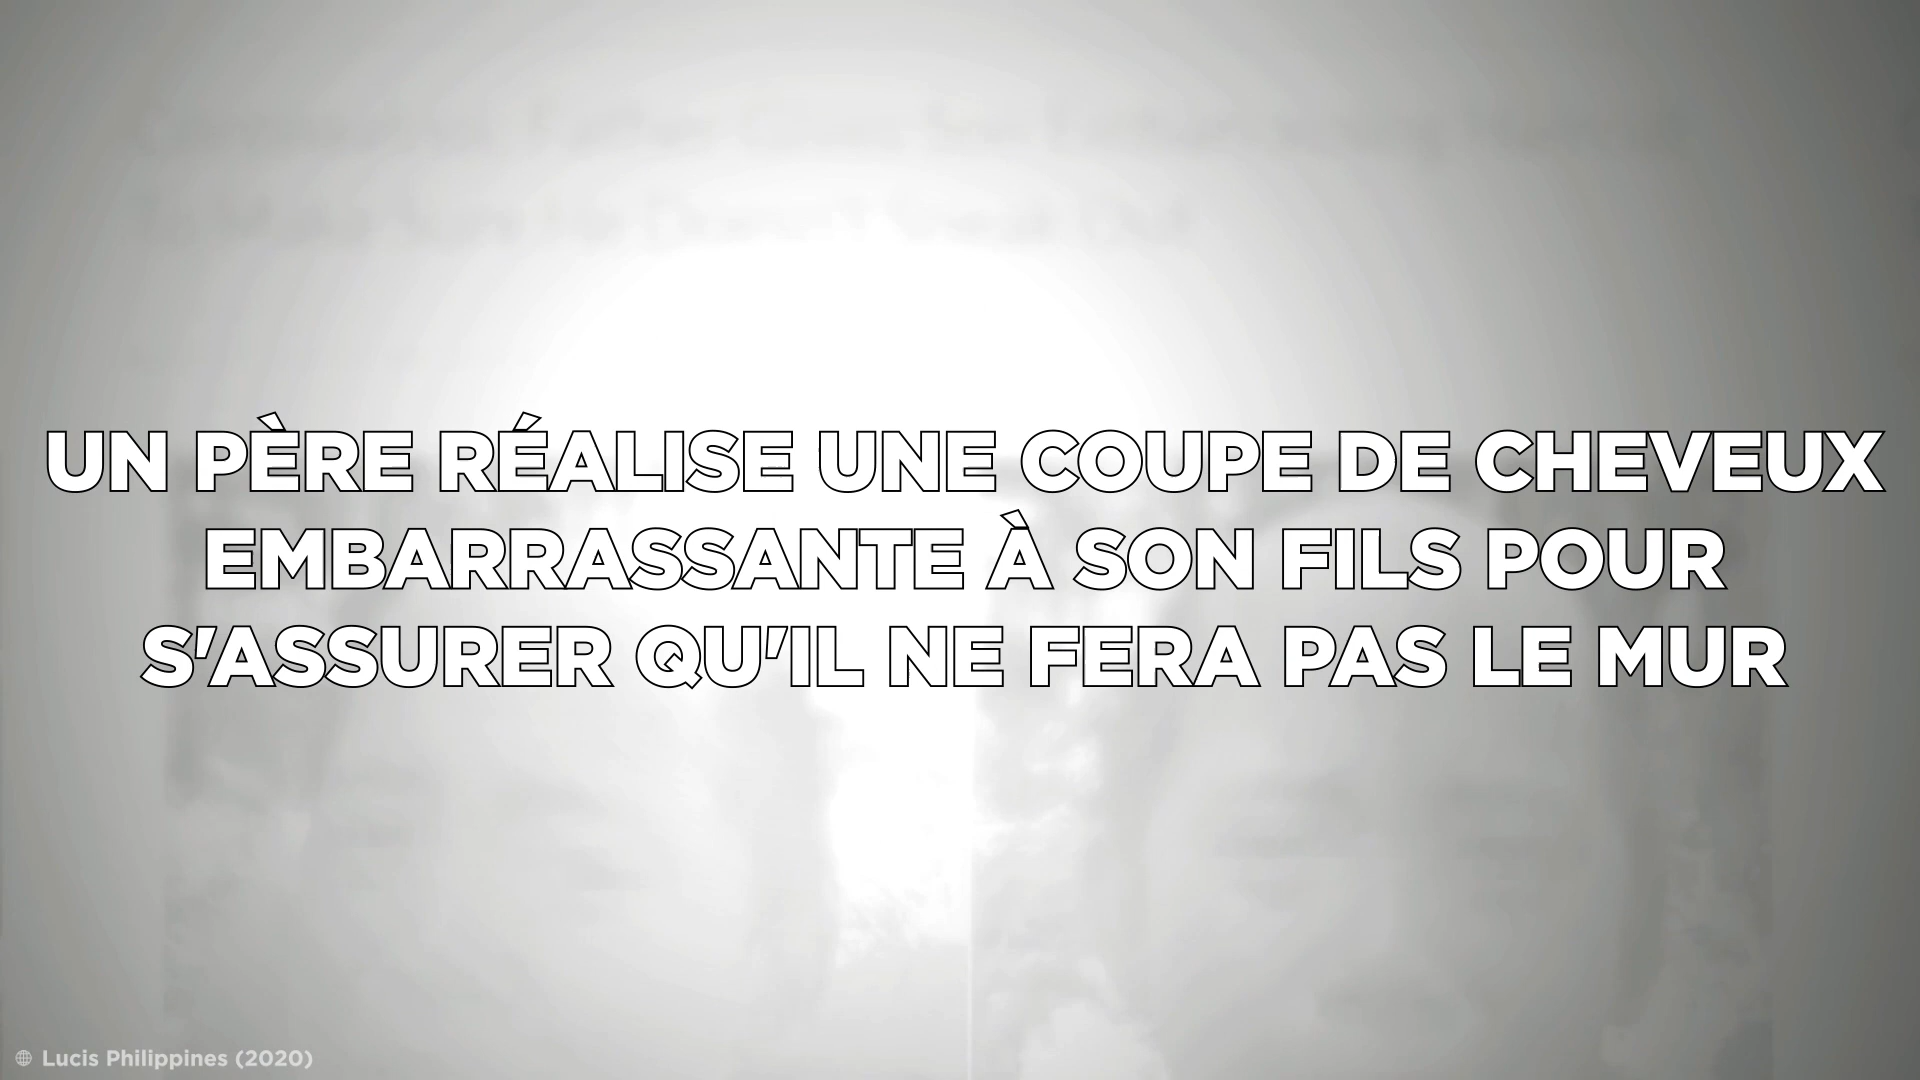 UN PÈRE RÉALISE UNE COUPE DE CHEVEUX
EMBARRASSANTE À SON FILS POUR
S'ASSURER QU'IL NE FERA PAS LE MUR
Lucis Philippines (2020)